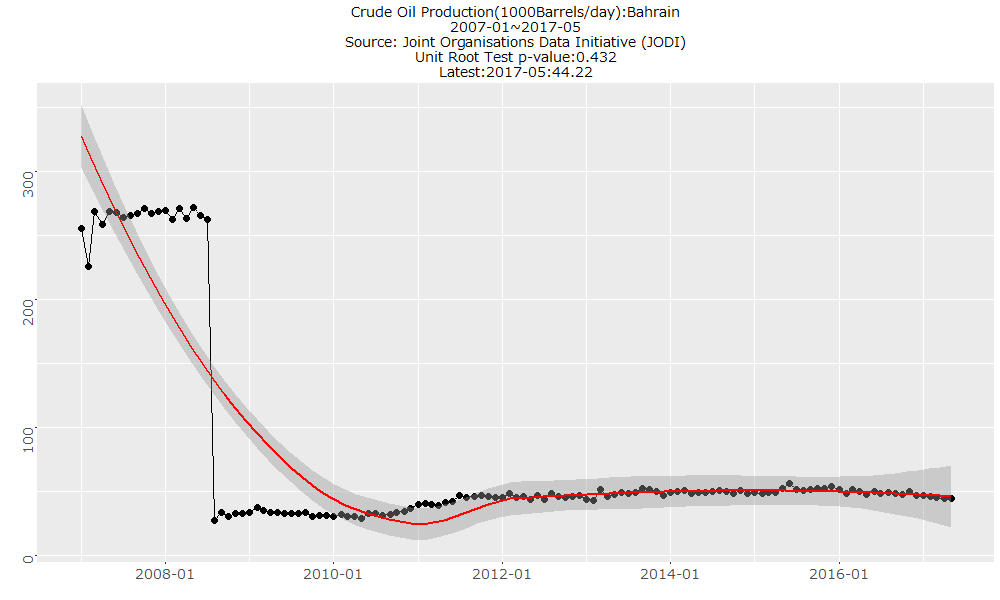 Crude Oil Production(1000Barrels/day):Bahrain
2007-01~2017-05
Source: Joint Organisations Data Initiative (JODI)
Unit Root Test p-value:0.432
Latest:2017-05:44.22
300
200
100
0
2008-01 2010-01 2012-01 2014-01 2016-01